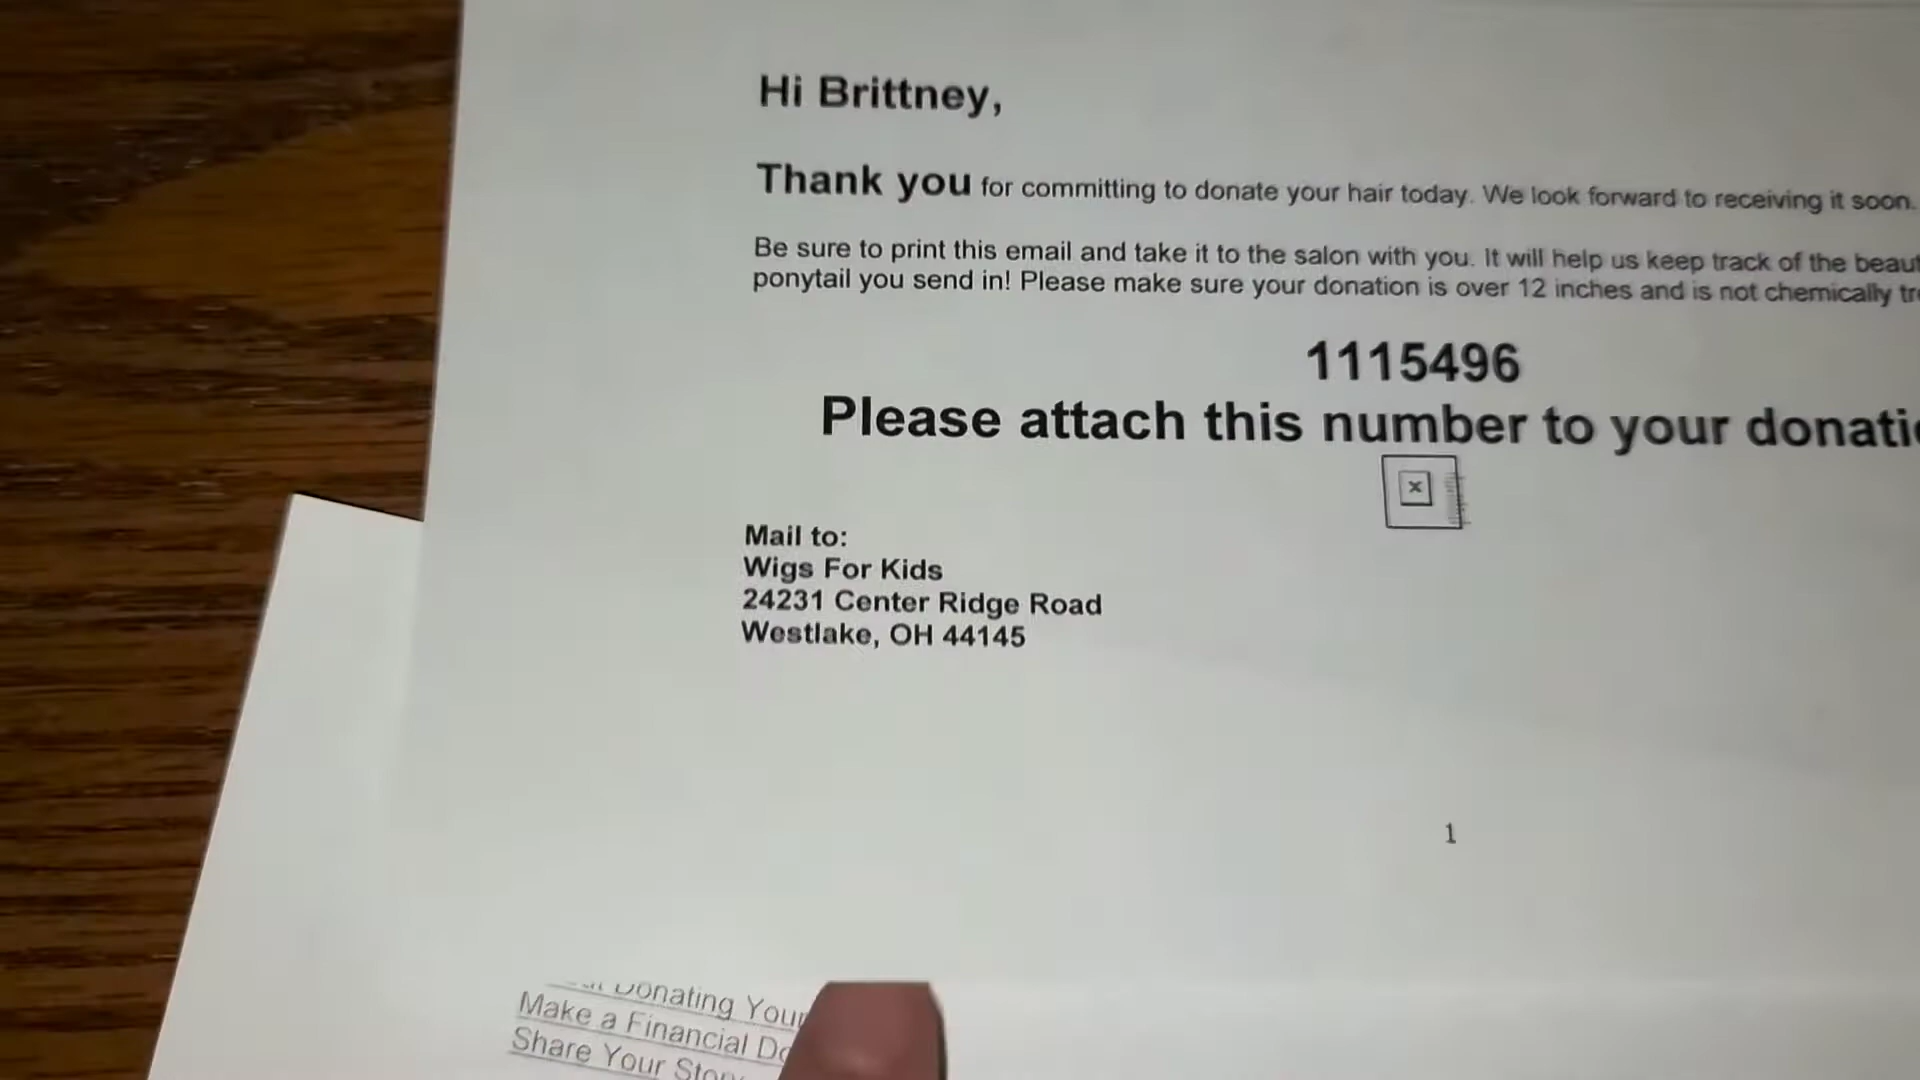 Hi Brittney,
Thank you for committing to donate your hair today. We look forward to receiving it soon.
Be sure to print this email and take it to the salon with you. It will help us keep track of the
ponytail you send in! Please make sure your donation is over 12 inches and is not chemically
1115496
Please attach this number to your
Mail to:
Wigs For Kids
24231 Center Ridge Road
Westlake, OH 44145
1
Donating Your
Make a Financial
Share Your